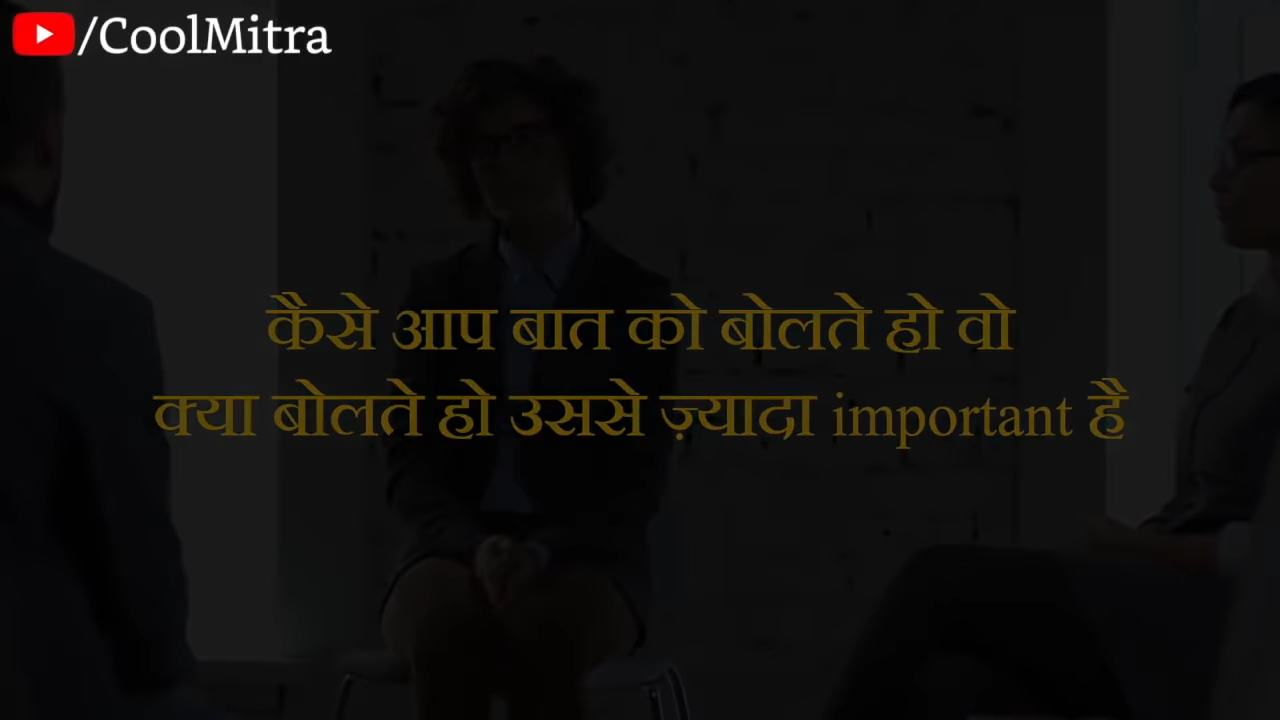 /CoolMitra
कैसे आप बात को बोलते हो वो
क्या बोलते हो उससे ज़्यादा important है